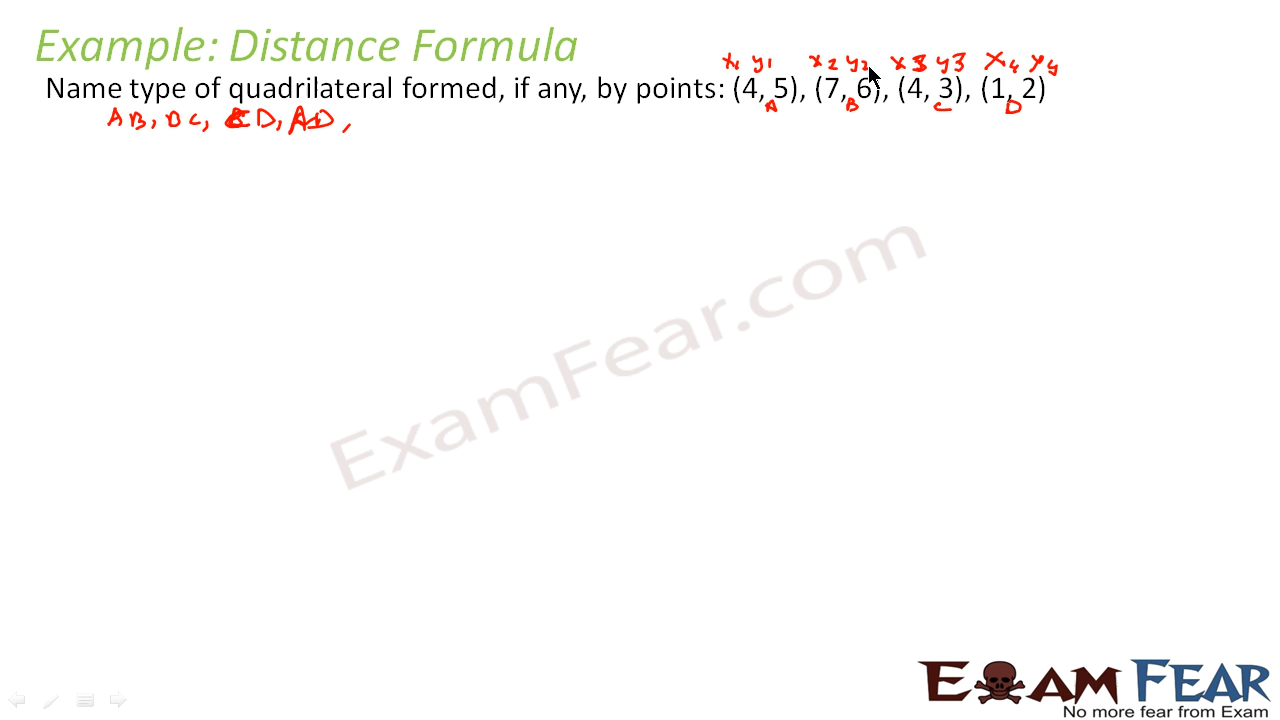 Example: Distance Formula
x1 y1 x2 y2 x3 y3 x4 y4
Name type of quadrilateral formed, if any, by points: (4, 5), (7, 6), (4, 3), (1, 2)
A B C D
AB, BC, CD, AD,
ExamFear.com
EXAM FEAR
No more fear from Exam